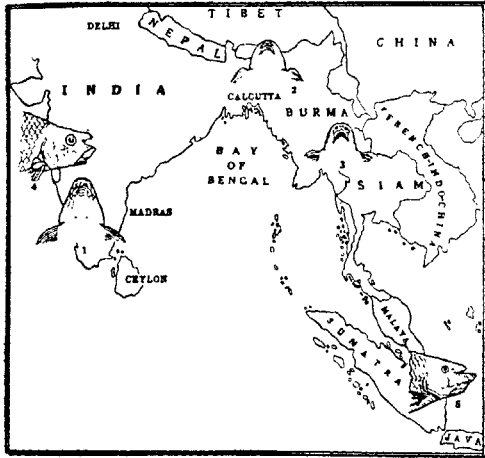 TIBET
DELHI
NEPAL
CHINA
INDIA
2
CALCUTTA
BURMA
FRENCH-INDO-CHINA
BAY
OF
BENGAL
3
SIAM
4
MADRAS
1
CEYLON
MALAYA
SUMATRA
5
JAVA